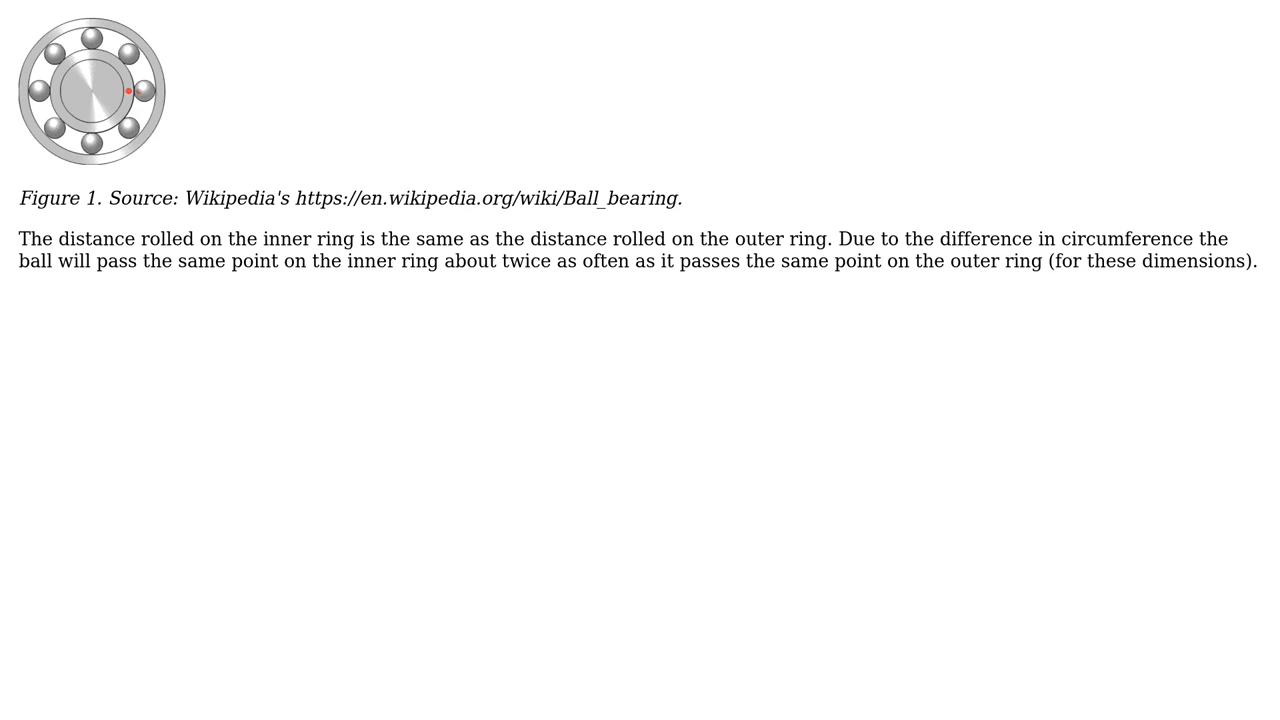 Figure 1. Source: Wikipedia's https://en.wikipedia.org/wiki/Ball_bearing.
The distance rolled on the inner ring is the same as the distance rolled on the outer ring. Due to the difference in circumference the
ball will pass the same point on the inner ring about twice as often as it passes the same point on the outer ring (for these dimensions).